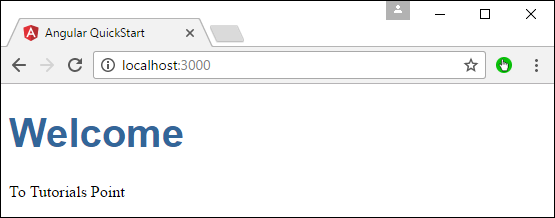 Angular QuickStart
localhost:3000
Welcome
To Tutorials Point